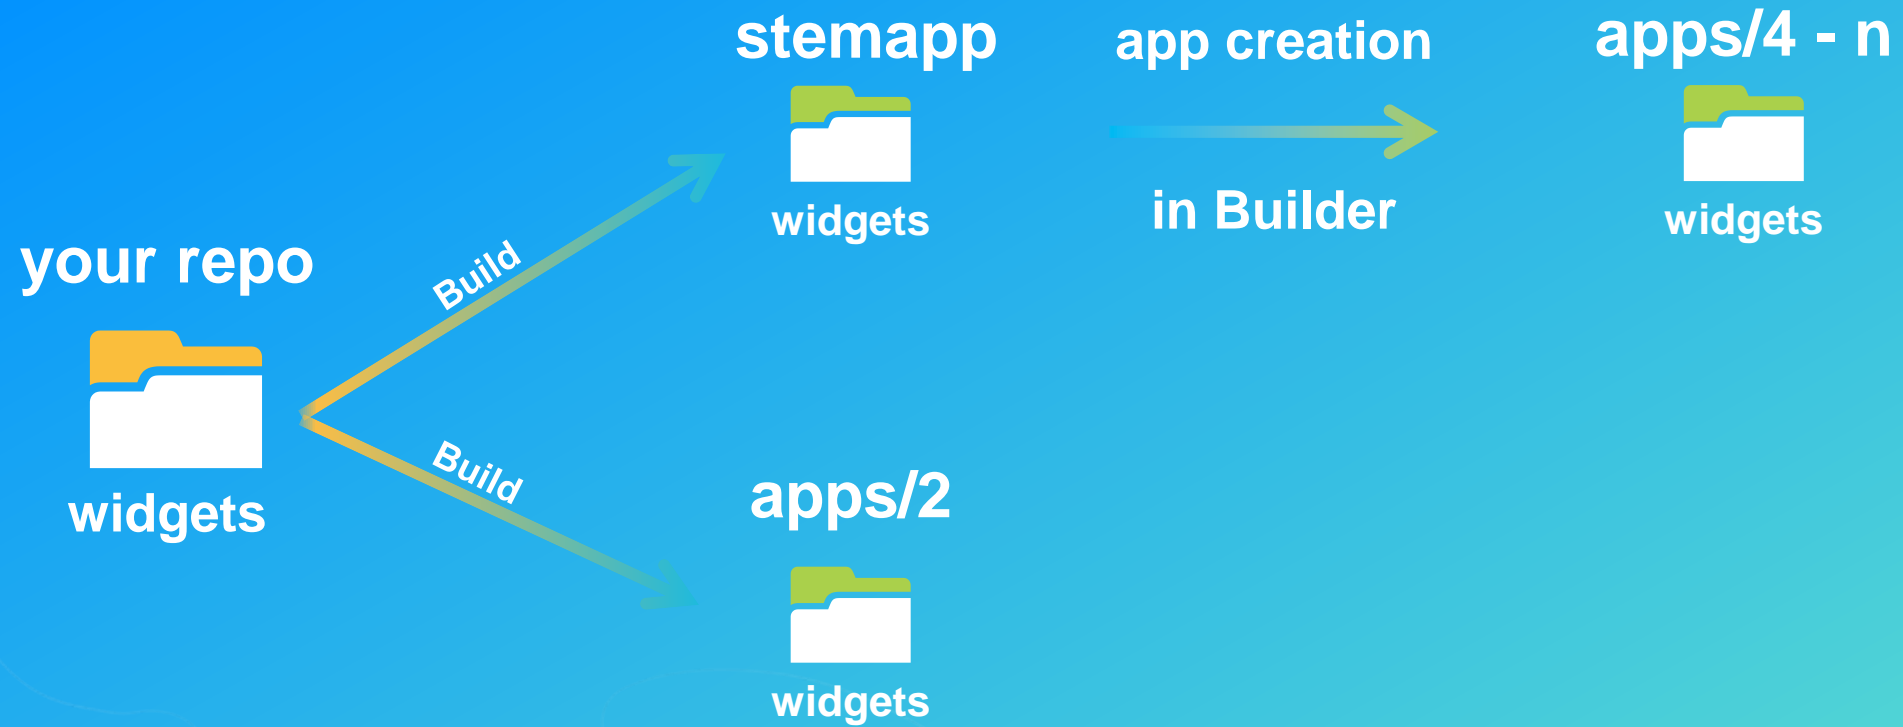 your repo
widgets
Build
Build
stemapp
widgets
app creation
in Builder
apps/4 - n
widgets
apps/2
widgets